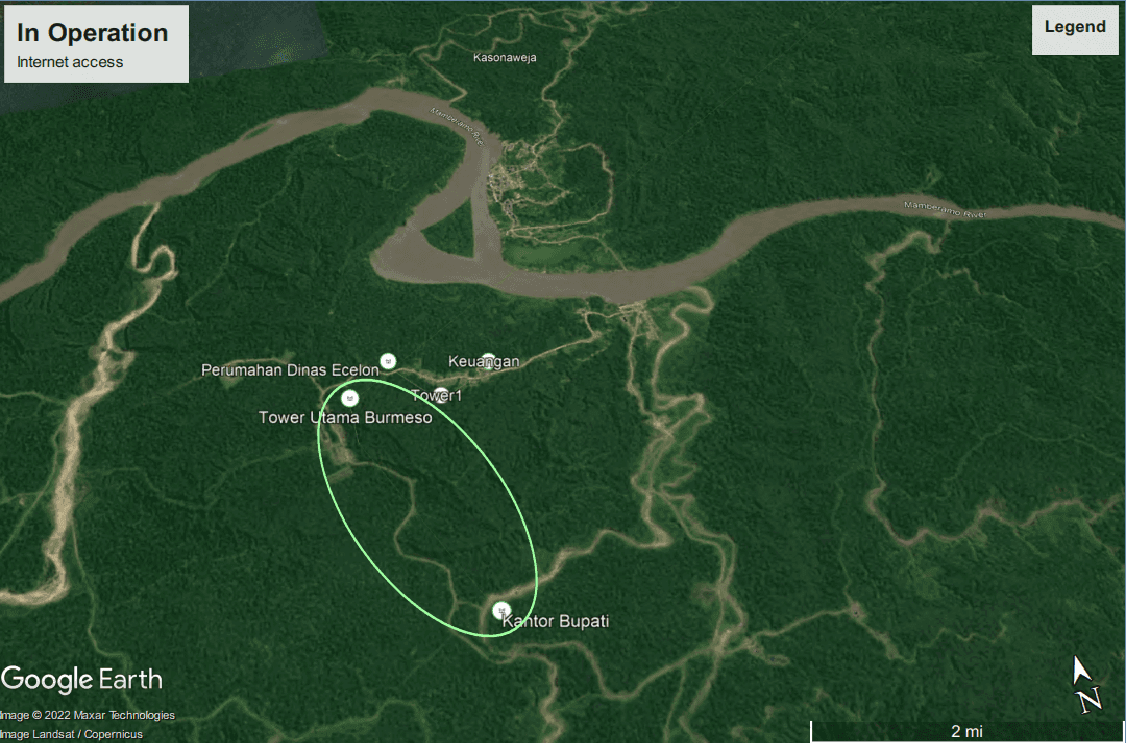 In Operation
Internet access
Legend
Kasonaweja
Mamberamo River
Mamberamo River
Perumahan Dinas Ecelon
Keuangan
Tower1
Tower Utama Burmeso
Kantor Bupati
Google Earth
Image © 2022 Maxar Technologies
Image Landsat / Copernicus
N
2 mi